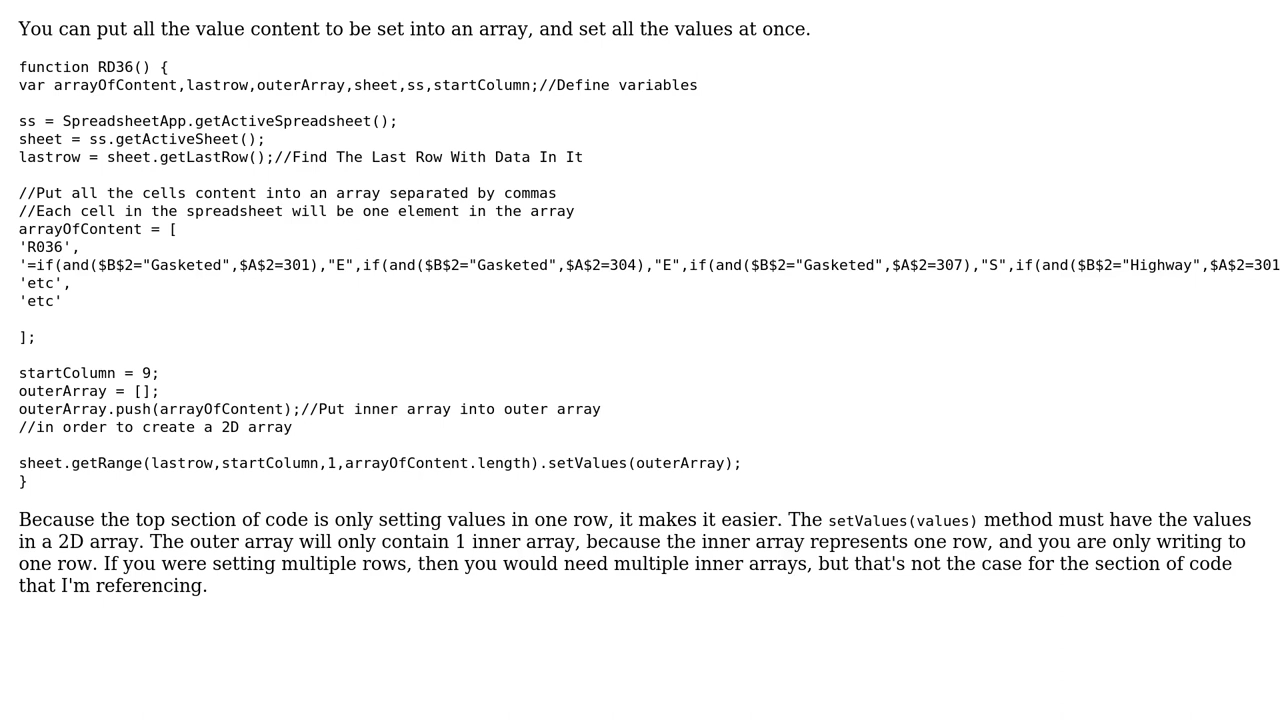 You can put all the value content to be set into an array, and set all the values at once.
function RD36() {
var arrayOfContent,lastrow,outerArray,sheet,ss,startColumn;//Define variables
ss = SpreadsheetApp.getActiveSpreadsheet();
sheet = ss.getActiveSheet();
lastrow = sheet.getLastRow();//Find The Last Row With Data In It
//Put all the cells content into an array separated by commas
//Each cell in the spreadsheet will be one element in the array
arrayOfContent = [
'R036',
'=if(and($B$2="Gasketed",$A$2=301),"E",if(and($B$2="Gasketed",$A$2=304),"E",if(and($B$2="Gasketed",$A$2=307),"S",if(and($B$2="Highway",$A$2=301
'etc',
'etc'
];
startColumn = 9;
outerArray = [];
outerArray.push(arrayOfContent);//Put inner array into outer array
//in order to create a 2D array
sheet.getRange(lastrow,startColumn,1,arrayOfContent.length).setValues(outerArray);
}
Because the top section of code is only setting values in one row, it makes it easier. The setValues(values) method must have the values
in a 2D array. The outer array will only contain 1 inner array, because the inner array represents one row, and you are only writing to
one row. If you were setting multiple rows, then you would need multiple inner arrays, but that's not the case for the section of code
that I'm referencing.